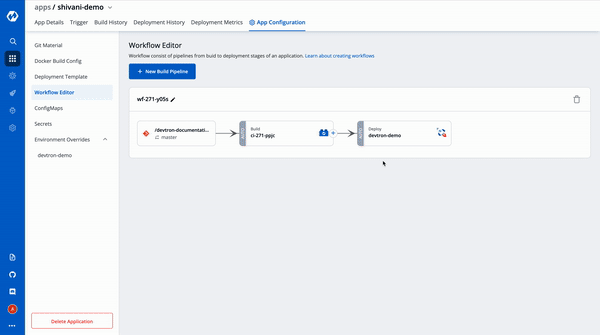 apps / shivani-demo
App Details Trigger Build History Deployment History Deployment Metrics App Configuration
Git Material
Docker Build Config
Deployment Template
Workflow Editor
ConfigMaps
Secrets
Environment Overrides
devtron-demo
Delete Application
Workflow Editor
Workflow consist of pipelines from buid to deployment stages of an application. Learn about creating workflows
+ New Build Pipeline
wf-271-y05s
/devtron-documentati...
master
Build
ci-271-ppjc
Deploy
devtron-demo